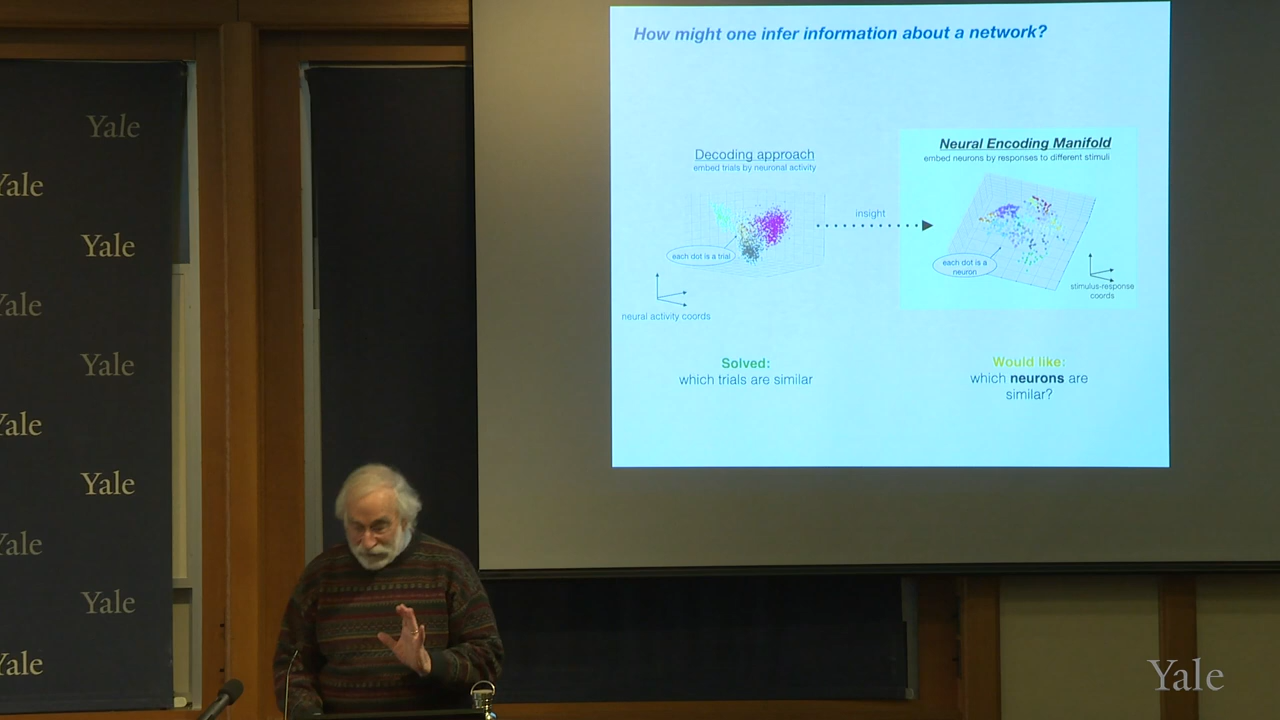 Yale
Yale
Yale
Yale
Yale
Yale
Yale
Yale
Yale
Yale
How might one infer information about a network?
Decoding approach
embed trials by neuronal activity
each dot is a trial
neural activity coords
insight
Neural Encoding Manifold
embed neurons by responses to different stimuli
each dot is a
neuron
stimulus-response
coords
Solved:
which trials are similar
Would like:
which neurons are
similar?
Yale